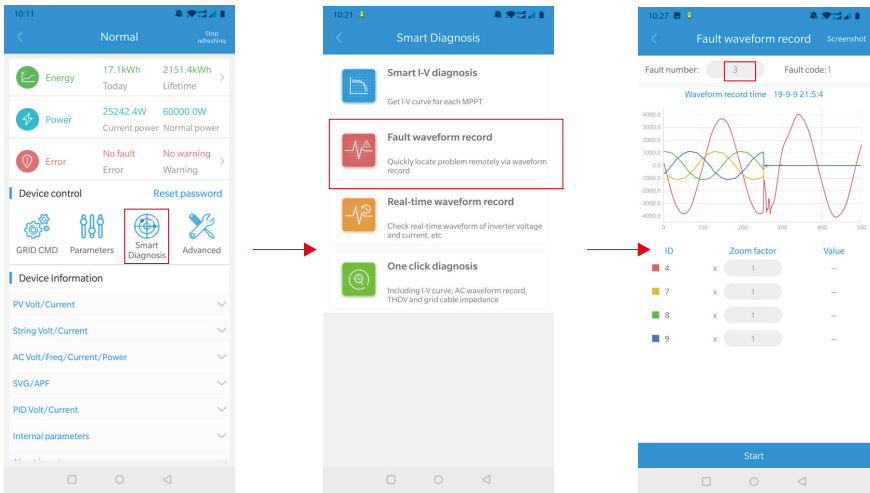 10:11
Normal
Stop
refreshing
Energy
17.1kWh
2151.4kWh
Today
Lifetime
Power
25242.4W
60000.0W
Current power
Normal power
Error
No fault
No warning
Error
Warning
Device control
Reset password
GRID CMD
Parameters
Smart
Diagnosis
Advanced
Device Information
PV Volt/Current
String Volt/Current
AC Volt/Freq/Current/Power
SVG/APF
PID Volt/Current
Internal parameters
10:21
Smart Diagnosis
Smart I-V diagnosis
Get I-V curve for each MPPT
Fault waveform record
Quickly locate problem remotely via waveform
record
Real-time waveform record
Check real-time waveform of inverter voltage
and current, etc
One click diagnosis
Including I-V curve, AC waveform record,
THDV and grid cable impedance
10:27
Fault waveform record
Screenshot
Fault number: 3
Fault code:1
Waveform record time 19-9-9 21:5:4
4000.0
3000.0
2000.0
1000.0
0.0
-1000.0
-2000.0
-3000.0
-4000.0
0 100 200 300 400 500
ID Zoom factor Value
4 x 1 --
7 x 1 --
8 x 1 --
9 x 1 --
Start